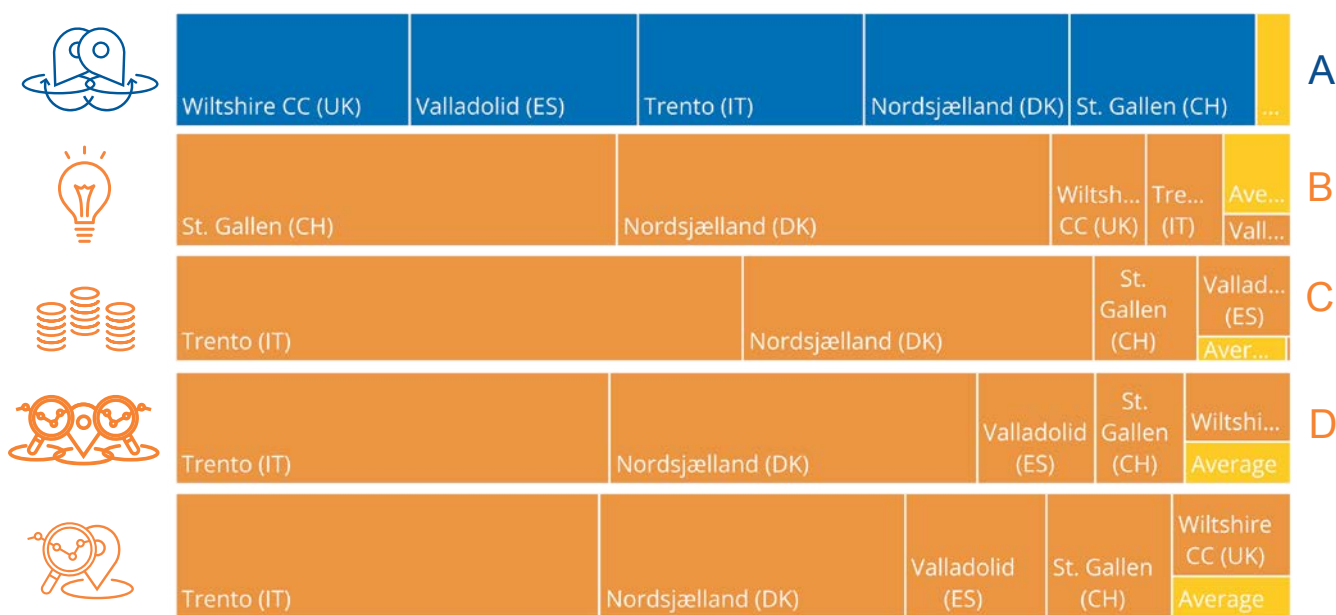 Wiltshire CC (UK)
Valladolid (ES)
Trento (IT)
Nordsjælland (DK)
St. Gallen (CH)
...
A
St. Gallen (CH)
Nordsjælland (DK)
Wiltsh...
CC (UK)
Tre...
(IT)
Ave...
Vall...
B
Trento (IT)
Nordsjælland (DK)
St.
Gallen
(CH)
Vallad...
(ES)
Aver...
C
Trento (IT)
Nordsjælland (DK)
Valladolid
(ES)
St.
Gallen
(CH)
Wiltshi...
Average
D
Trento (IT)
Nordsjælland (DK)
Valladolid
(ES)
St. Gallen
(CH)
Wiltshire
CC (UK)
Average